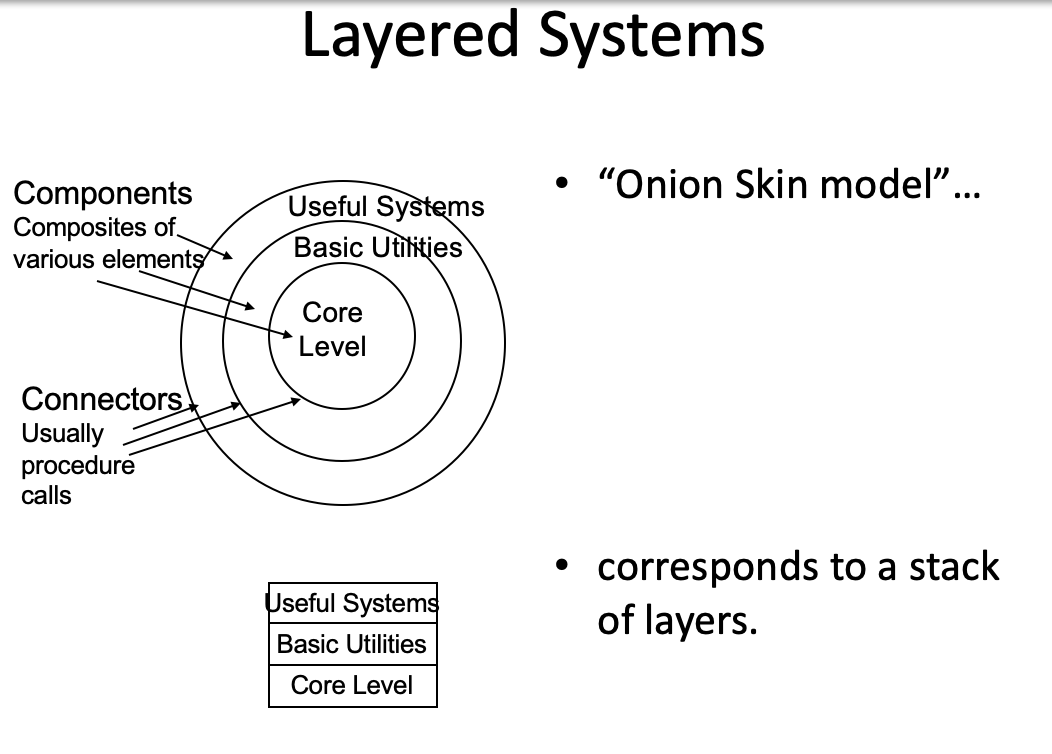 Layered Systems
Components
Composites of
various elements
Useful Systems
Basic Utilities
Core
Level
Connectors
Usually
procedure
calls
• “Onion Skin model”…
Useful Systems
Basic Utilities
Core Level
• corresponds to a stack
of layers.